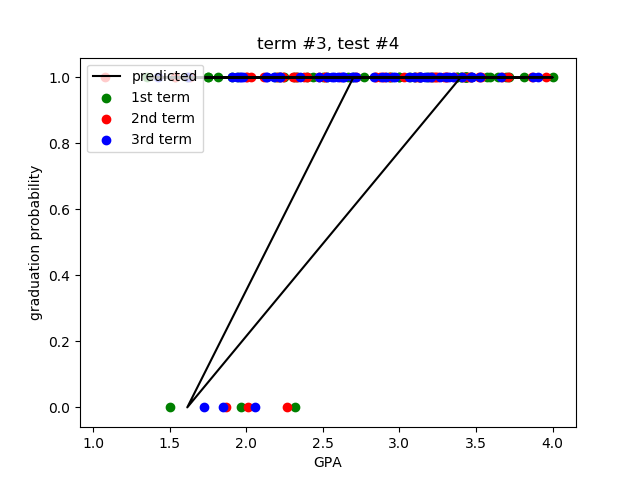 term #3, test #4
predicted
1st term
2nd term
3rd term
graduation probability
1.0
0.8
0.6
0.4
0.2
0.0
1.0 1.5 2.0 2.5 3.0 3.5 4.0
GPA